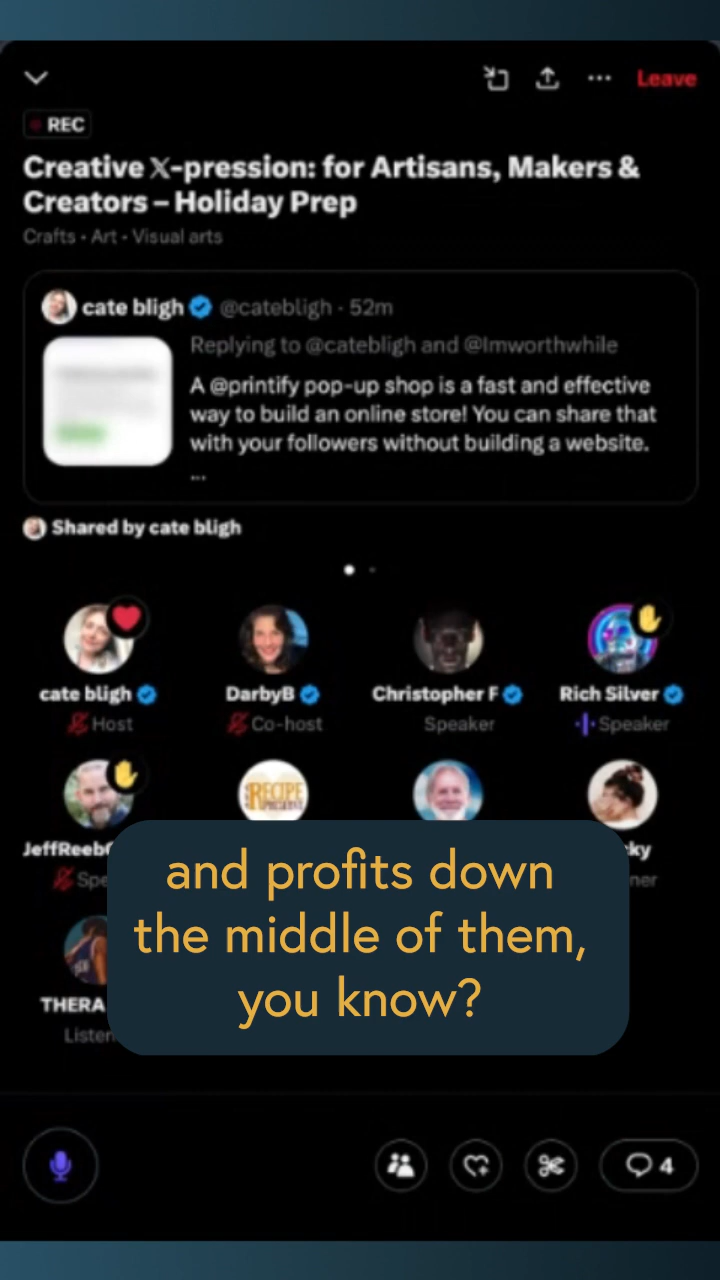 Leave
REC
Creative 𝕏-pression: for Artisans, Makers &
Creators – Holiday Prep
Crafts • Art • Visual arts
cate bligh @catebligh · 52m
Replying to @catebligh and @Imworthwhile
A @printify pop-up shop is a fast and effective
way to build an online store! You can share that
with your followers without building a website.
...
Shared by cate bligh
cate bligh DarbyB Christopher F Rich Silver
Host Co-host Speaker Speaker
RECIPE
JeffReeb
and profits down
the middle of them,
you know?
THERA
Listen
4